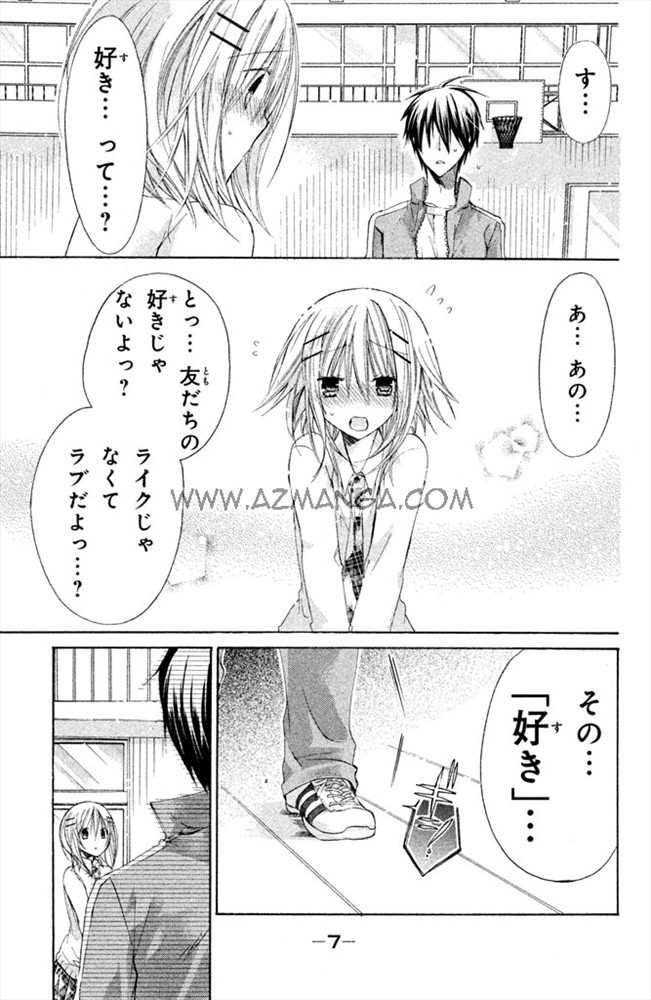 す…
好き…
って…?
あ…あの…
とっ…友だちの
好きじゃ
ないよっ?
ライクじゃ
なくて
ラブだよっ…?
WWW.AZMANGA.COM
その…
「好き」…
—7—